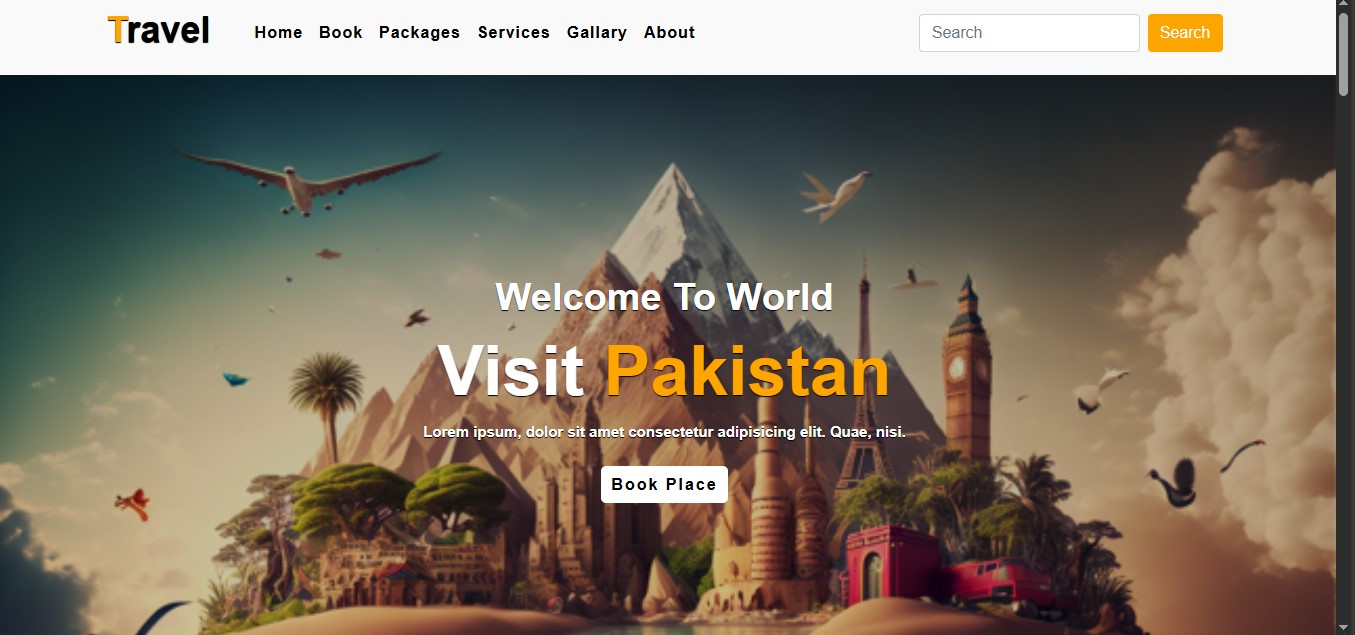 Travel Home Book Packages Services Gallary About Search Search
Welcome To World
Visit Pakistan
Lorem ipsum, dolor sit amet consectetur adipisicing elit. Quae, nisi.
Book Place